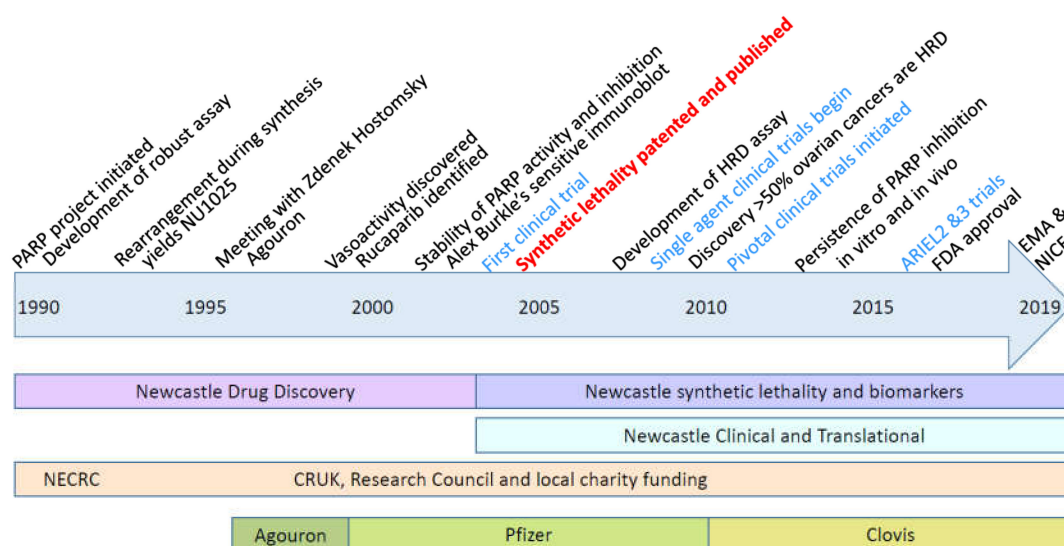 PARP project initiated
Development of robust assay
Rearrangement during synthesis
yields NU1025
Meeting with Zdenek Hostomsky
Agouron
Vasoactivity discovered
Rucaparib identified
Stability of PARP activity and inhibition
Alex Burkle's sensitive immunoblot
First clinical trial
Synthetic lethality patented and published
Development of HRD assay
Single agent clinical trials begin
Discovery >50% ovarian cancers are HRD
Pivotal clinical trials initiated
Persistence of PARP inhibition
in vitro and in vivo
ARIEL2 &3 trials
FDA approval
EMA &
NICE
1990 1995 2000 2005 2010 2015 2019
Newcastle Drug Discovery
Newcastle synthetic lethality and biomarkers
Newcastle Clinical and Translational
NECRC
CRUK, Research Council and local charity funding
Agouron
Pfizer
Clovis